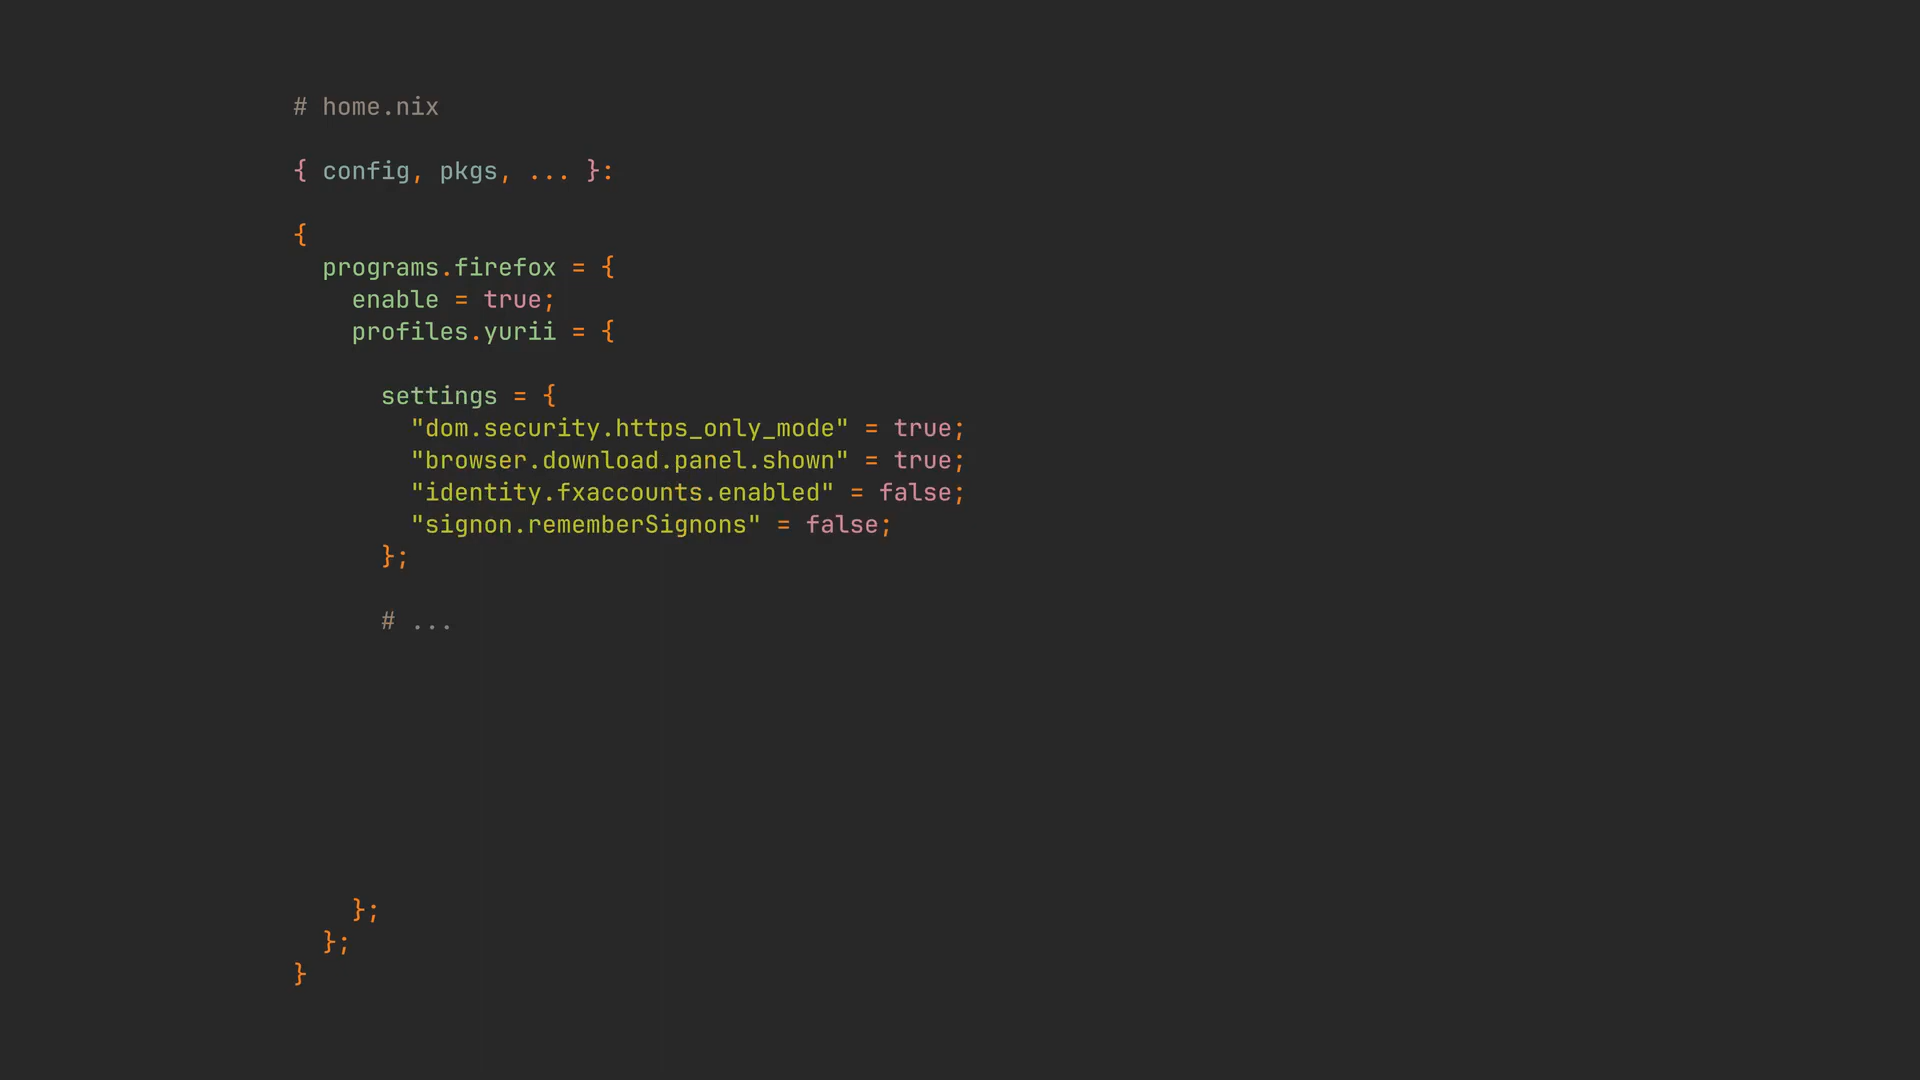 # home.nix
{ config, pkgs, ... }:
{
programs.firefox = {
enable = true;
profiles.yurii = {
settings = {
"dom.security.https_only_mode" = true;
"browser.download.panel.shown" = true;
"identity.fxaccounts.enabled" = false;
"signon.rememberSignons" = false;
};
# ...
};
};
}